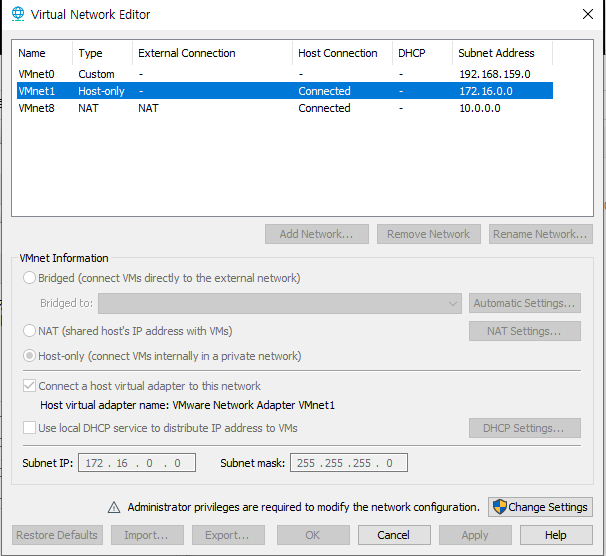 Virtual Network Editor
Name Type External Connection Host Connection DHCP Subnet Address
VMnet0 Custom - - - 192.168.159.0
VMnet1 Host-only - Connected - 172.16.0.0
VMnet8 NAT NAT Connected - 10.0.0.0
Add Network... Remove Network Rename Network...
VMnet Information
Bridged (connect VMs directly to the external network)
Bridged to: Automatic Settings...
NAT (shared host's IP address with VMs) NAT Settings...
Host-only (connect VMs internally in a private network)
Connect a host virtual adapter to this network
Host virtual adapter name: VMware Network Adapter VMnet1
Use local DHCP service to distribute IP address to VMs DHCP Settings...
Subnet IP: 172 . 16 . 0 . 0 Subnet mask: 255 . 255 . 255 . 0
Administrator privileges are required to modify the network configuration. Change Settings
Restore Defaults Import... Export... OK Cancel Apply Help